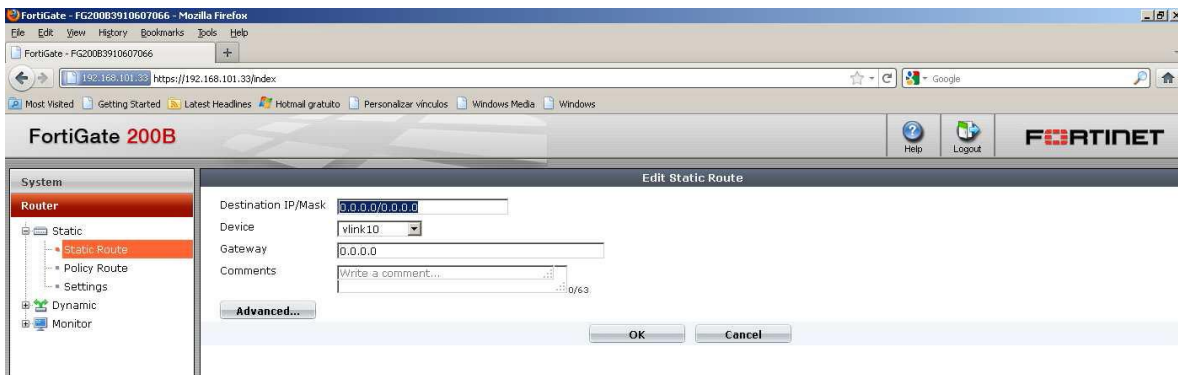 FortiGate - FG200B3910607066 - Mozilla Firefox
File Edit View History Bookmarks Tools Help
FortiGate - FG200B3910607066
192.168.101.33 https://192.168.101.33/index
Google
Most Visited Getting Started Latest Headlines Hotmail gratuito Personalizar vínculos Windows Media Windows
FortiGate 200B
Help
Logout
FORTINET
System
Router
Static
Static Route
Policy Route
Settings
Dynamic
Monitor
Edit Static Route
Destination IP/Mask 0.0.0.0/0.0.0.0
Device vlink10
Gateway 0.0.0.0
Comments Write a comment...
0/63
Advanced...
OK Cancel